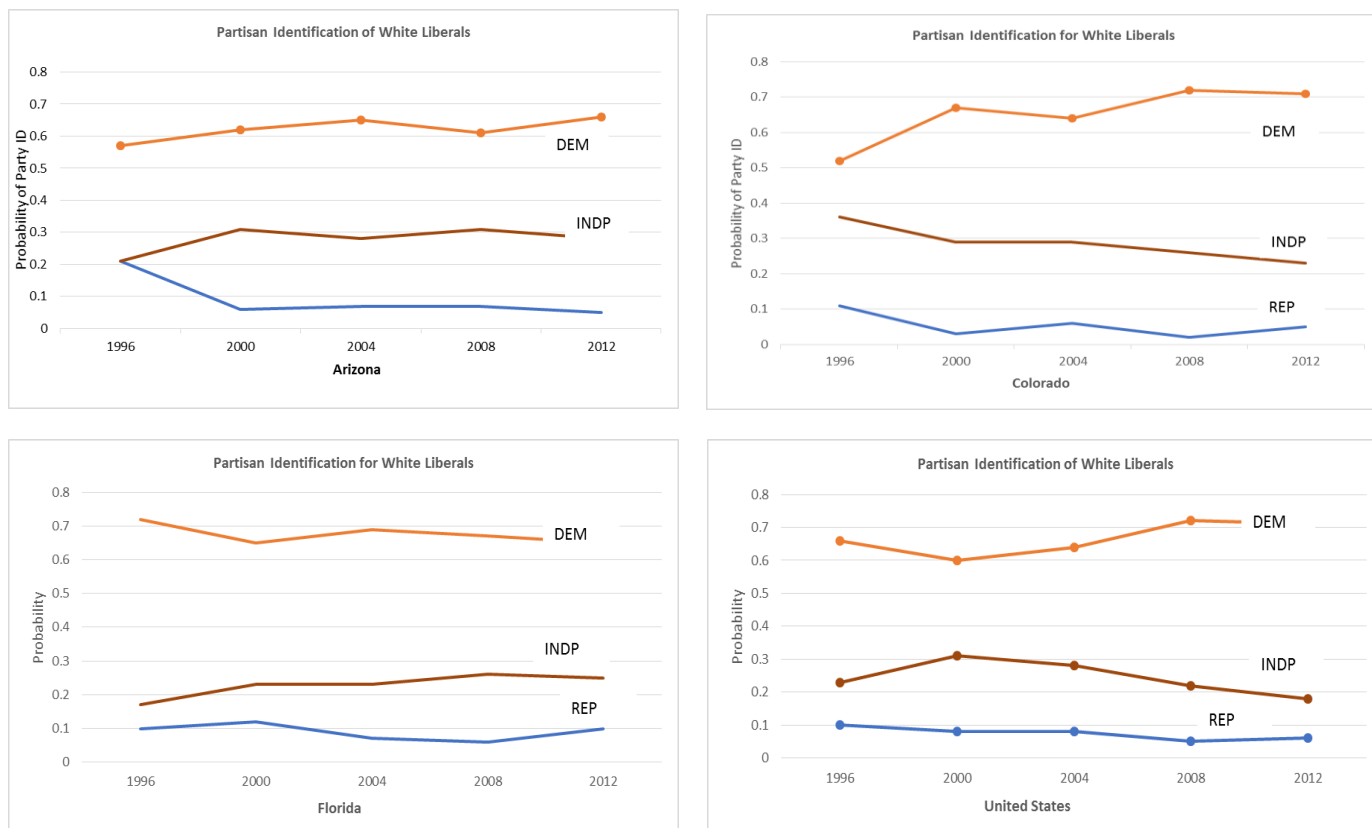 Partisan Identification of White Liberals
0.8
0.7
0.6
0.5
0.4
0.3
0.2
0.1
0
Probability of Party ID
DEM
INDP
1996 2000 2004 2008 2012
Arizona
Partisan Identification for White Liberals
0.8
0.7
0.6
0.5
0.4
0.3
0.2
0.1
0
Probability of Party ID
DEM
INDP
REP
1996 2000 2004 2008 2012
Colorado
Partisan Identification for White Liberals
0.8
0.7
0.6
0.5
0.4
0.3
0.2
0.1
0
Probability
DEM
INDP
REP
1996 2000 2004 2008 2012
Florida
Partisan Identification of White Liberals
0.8
0.7
0.6
0.5
0.4
0.3
0.2
0.1
0
Probability
DEM
INDP
REP
1996 2000 2004 2008 2012
United States